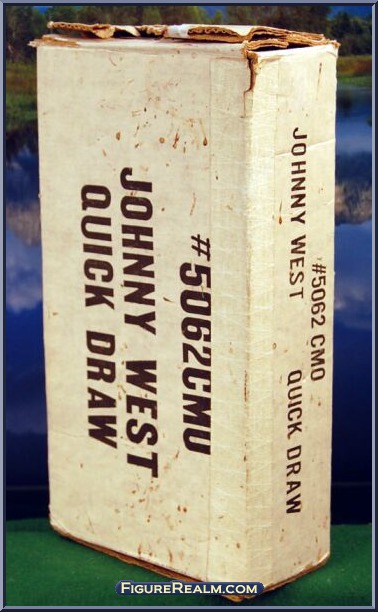 #5062CMU
JOHNNY WEST
QUICK DRAW
#5062 CMO
JOHNNY WEST QUICK DRAW
FIGUREREALM.COM